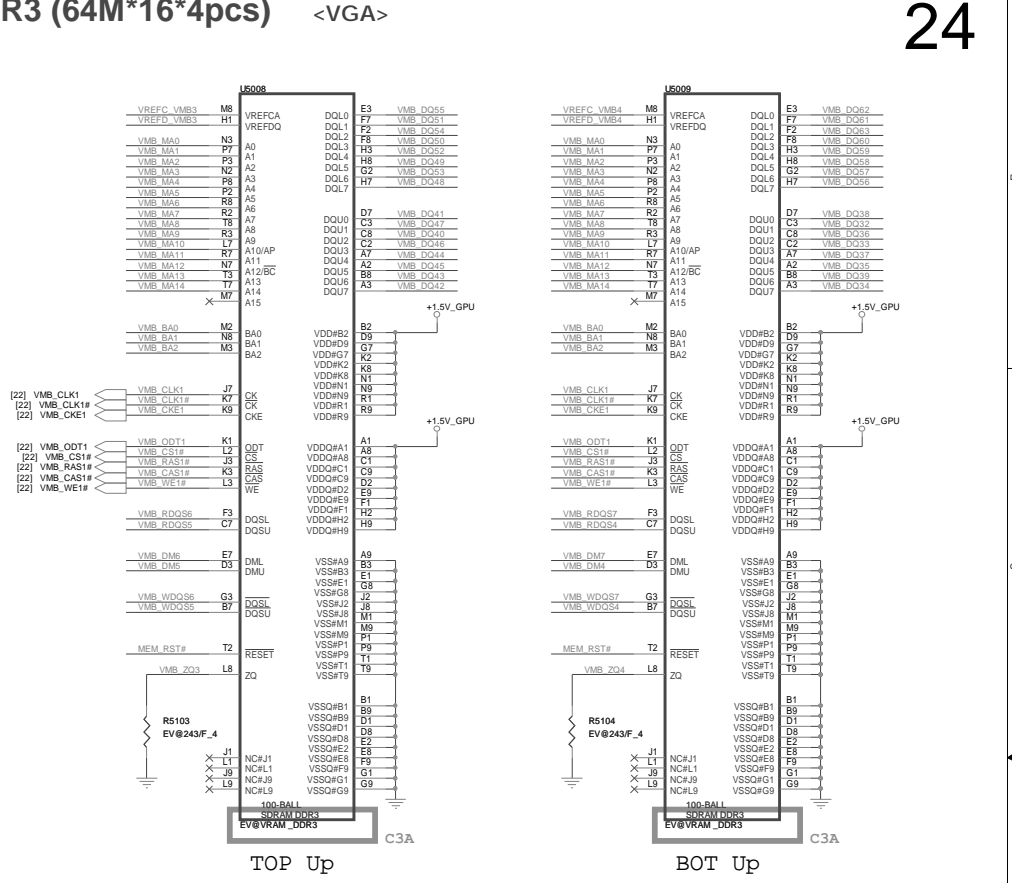 R3 (64M*16*4pcs) <VGA>
24
U5008
VREFC_VMB3 M8 VREFCA DQL0 E3 VMB_DQ55
VREFD_VMB3 H1 VREFDQ DQL1 F7 VMB_DQ51
DQL2 F2 VMB_DQ54
VMB_MA0 N3 A0 DQL3 F8 VMB_DQ50
VMB_MA1 P7 A1 DQL4 H3 VMB_DQ52
VMB_MA2 P3 A2 DQL5 H8 VMB_DQ49
VMB_MA3 N2 A3 DQL6 G2 VMB_DQ53
VMB_MA4 P8 A4 DQL7 H7 VMB_DQ48
VMB_MA5 P2 A5
VMB_MA6 R8 A6
VMB_MA7 R2 A7 DQU0 D7 VMB_DQ41
VMB_MA8 T8 A8 DQU1 C3 VMB_DQ47
VMB_MA9 R3 A9 DQU2 C8 VMB_DQ40
VMB_MA10 L7 A10/AP DQU3 C2 VMB_DQ46
VMB_MA11 R7 A11 DQU4 A7 VMB_DQ44
VMB_MA12 N7 A12/BC DQU5 A2 VMB_DQ45
VMB_MA13 T3 A13 DQU6 B8 VMB_DQ43
VMB_MA14 T7 A14 DQU7 A3 VMB_DQ42
M7 A15
+1.5V_GPU
VMB_BA0 M2 BA0 VDD#B2 B2
VMB_BA1 N8 BA1 VDD#D9 D9
VMB_BA2 M3 BA2 VDD#G7 G7
VDD#K2 K2
VDD#K8 K8
VDD#N1 N1
[22] VMB_CLK1 VMB_CLK1 J7 CK VDD#N9 N9
[22] VMB_CLK1# VMB_CLK1# K7 CK VDD#R1 R1
[22] VMB_CKE1 VMB_CKE1 K9 CKE VDD#R9 R9
+1.5V_GPU
[22] VMB_ODT1 VMB_ODT1 K1 ODT VDDQ#A1 A1
[22] VMB_CS1# VMB_CS1# L2 CS VDDQ#A8 A8
[22] VMB_RAS1# VMB_RAS1# J3 RAS VDDQ#C1 C1
[22] VMB_CAS1# VMB_CAS1# K3 CAS VDDQ#C9 C9
[22] VMB_WE1# VMB_WE1# L3 WE VDDQ#D2 D2
VDDQ#E9 E9
VDDQ#F1 F1
VMB_RDQS6 F3 DQSL VDDQ#H2 H2
VMB_RDQS5 C7 DQSU VDDQ#H9 H9
VMB_DM6 E7 DML VSS#A9 A9
VMB_DM5 D3 DMU VSS#B3 B3
VSS#E1 E1
VSS#G8 G8
VMB_WDQS6 G3 DQSL VSS#J2 J2
VMB_WDQS5 B7 DQSU VSS#J8 J8
VSS#M1 M1
VSS#M9 M9
VSS#P1 P1
MEM_RST# T2 RESET VSS#P9 P9
VSS#T1 T1
VMB_ZQ3 L8 ZQ VSS#T9 T9
VSSQ#B1 B1
VSSQ#B9 B9
R5103 VSSQ#D1 D1
EV@243/F_4 VSSQ#D8 D8
VSSQ#E2 E2
J1 NC#J1 VSSQ#E8 E8
L1 NC#L1 VSSQ#F9 F9
J9 NC#J9 VSSQ#G1 G1
L9 NC#L9 VSSQ#G9 G9
100-BALL
SDRAM DDR3
EV@VRAM _DDR3
C3A
TOP Up
U5009
VREFC_VMB4 M8 VREFCA DQL0 E3 VMB_DQ62
VREFD_VMB4 H1 VREFDQ DQL1 F7 VMB_DQ61
DQL2 F2 VMB_DQ63
VMB_MA0 N3 A0 DQL3 F8 VMB_DQ60
VMB_MA1 P7 A1 DQL4 H3 VMB_DQ59
VMB_MA2 P3 A2 DQL5 H8 VMB_DQ58
VMB_MA3 N2 A3 DQL6 G2 VMB_DQ57
VMB_MA4 P8 A4 DQL7 H7 VMB_DQ56
VMB_MA5 P2 A5
VMB_MA6 R8 A6
VMB_MA7 R2 A7 DQU0 D7 VMB_DQ38
VMB_MA8 T8 A8 DQU1 C3 VMB_DQ32
VMB_MA9 R3 A9 DQU2 C8 VMB_DQ36
VMB_MA10 L7 A10/AP DQU3 C2 VMB_DQ33
VMB_MA11 R7 A11 DQU4 A7 VMB_DQ37
VMB_MA12 N7 A12/BC DQU5 A2 VMB_DQ35
VMB_MA13 T3 A13 DQU6 B8 VMB_DQ39
VMB_MA14 T7 A14 DQU7 A3 VMB_DQ34
M7 A15
+1.5V_GPU
VMB_BA0 M2 BA0 VDD#B2 B2
VMB_BA1 N8 BA1 VDD#D9 D9
VMB_BA2 M3 BA2 VDD#G7 G7
VDD#K2 K2
VDD#K8 K8
VDD#N1 N1
VMB_CLK1 J7 CK VDD#N9 N9
VMB_CLK1# K7 CK VDD#R1 R1
VMB_CKE1 K9 CKE VDD#R9 R9
+1.5V_GPU
VMB_ODT1 K1 ODT VDDQ#A1 A1
VMB_CS1# L2 CS VDDQ#A8 A8
VMB_RAS1# J3 RAS VDDQ#C1 C1
VMB_CAS1# K3 CAS VDDQ#C9 C9
VMB_WE1# L3 WE VDDQ#D2 D2
VDDQ#E9 E9
VDDQ#F1 F1
VMB_RDQS7 F3 DQSL VDDQ#H2 H2
VMB_RDQS4 C7 DQSU VDDQ#H9 H9
VMB_DM7 E7 DML VSS#A9 A9
VMB_DM4 D3 DMU VSS#B3 B3
VSS#E1 E1
VSS#G8 G8
VMB_WDQS7 G3 DQSL VSS#J2 J2
VMB_WDQS4 B7 DQSU VSS#J8 J8
VSS#M1 M1
VSS#M9 M9
VSS#P1 P1
MEM_RST# T2 RESET VSS#P9 P9
VSS#T1 T1
VMB_ZQ4 L8 ZQ VSS#T9 T9
VSSQ#B1 B1
VSSQ#B9 B9
R5104 VSSQ#D1 D1
EV@243/F_4 VSSQ#D8 D8
VSSQ#E2 E2
J1 NC#J1 VSSQ#E8 E8
L1 NC#L1 VSSQ#F9 F9
J9 NC#J9 VSSQ#G1 G1
L9 NC#L9 VSSQ#G9 G9
100-BALL
SDRAM DDR3
EV@VRAM _DDR3
C3A
BOT Up